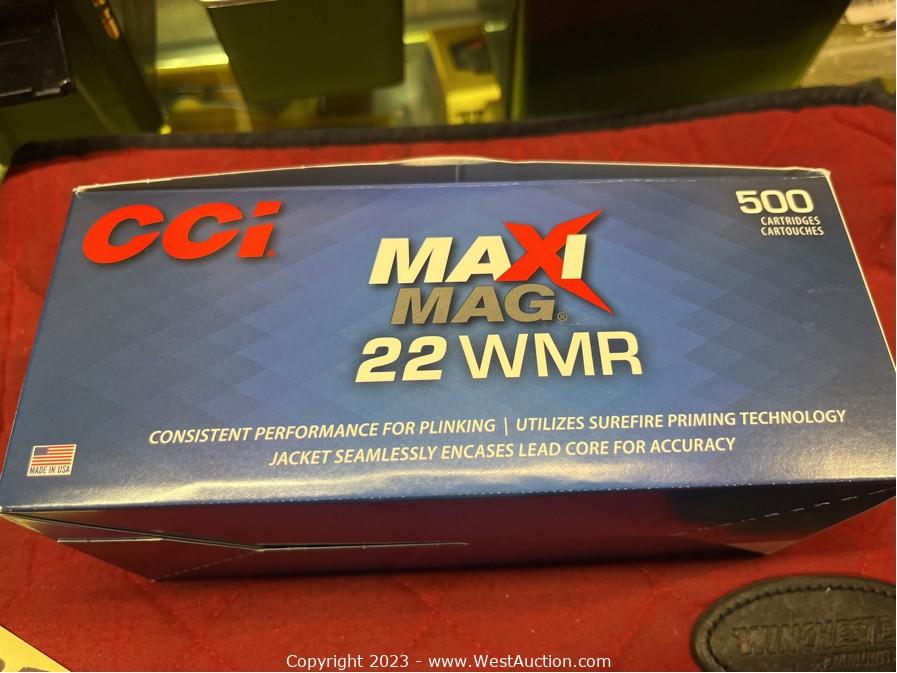 CCi
500
CARTRIDGES
CARTOUCHES
MAXI
MAG®
22 WMR
CONSISTENT PERFORMANCE FOR PLINKING | UTILIZES SUREFIRE PRIMING TECHNOLOGY
JACKET SEAMLESSLY ENCASES LEAD CORE FOR ACCURACY
MADE IN USA
Copyright 2023 - www.WestAuction.com